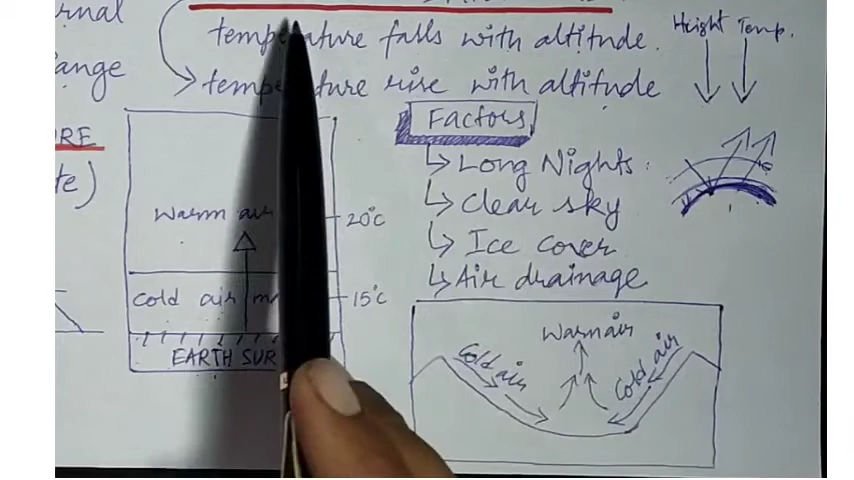 rnal
ange
RE
te)
temperature falls with altitude.
temperature rise with altitude
Height Temp.
Factors
Long Nights :
Clear sky
Ice cover
Air drainage
Warm air
20°C
Cold air m
15°C
EARTH SUR
Warm air
Cold air
Cold air